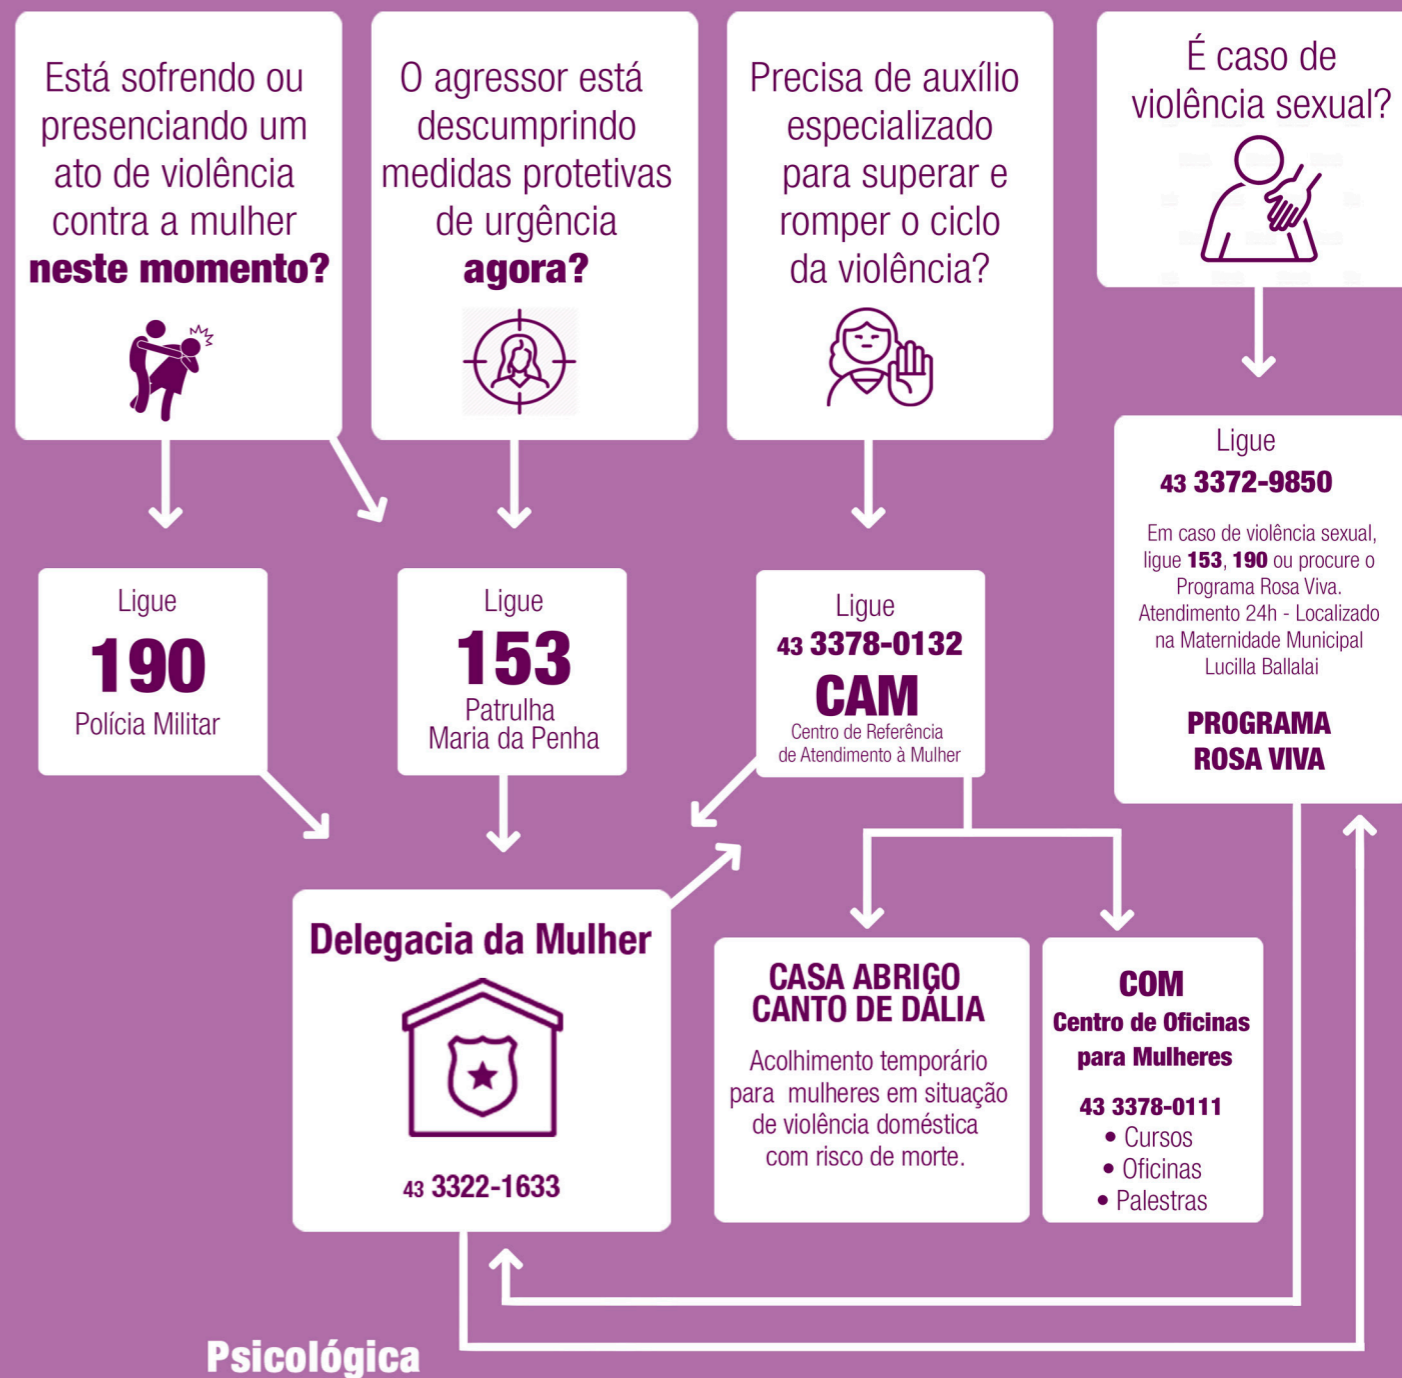 Está sofrendo ou
presenciando um
ato de violência
contra a mulher
neste momento?
O agressor está
descumprindo
medidas protetivas
de urgência
agora?
Precisa de auxílio
especializado
para superar e
romper o ciclo
da violência?
É caso de
violência sexual?
Ligue
190
Polícia Militar
Ligue
153
Patrulha
Maria da Penha
Ligue
43 3378-0132
CAM
Centro de Referência
de Atendimento à Mulher
Ligue
43 3372-9850
Em caso de violência sexual,
ligue 153, 190 ou procure o
Programa Rosa Viva.
Atendimento 24h - Localizado
na Maternidade Municipal
Lucilla Ballalai
PROGRAMA
ROSA VIVA
Delegacia da Mulher
43 3322-1633
CASA ABRIGO
CANTO DE DÁLIA
Acolhimento temporário
para mulheres em situação
de violência doméstica
com risco de morte.
COM
Centro de Oficinas
para Mulheres
43 3378-0111
• Cursos
• Oficinas
• Palestras
Psicológica